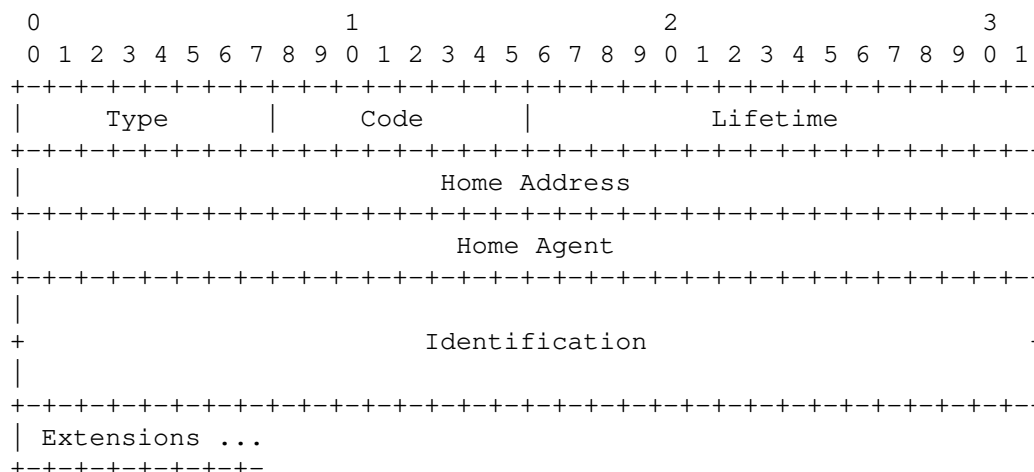 0                   1                   2                   3
 0 1 2 3 4 5 6 7 8 9 0 1 2 3 4 5 6 7 8 9 0 1 2 3 4 5 6 7 8 9 0 1
+-+-+-+-+-+-+-+-+-+-+-+-+-+-+-+-+-+-+-+-+-+-+-+-+-+-+-+-+-+-+-+-
|     Type      |     Code      |           Lifetime
+-+-+-+-+-+-+-+-+-+-+-+-+-+-+-+-+-+-+-+-+-+-+-+-+-+-+-+-+-+-+-+-
|                          Home Address
+-+-+-+-+-+-+-+-+-+-+-+-+-+-+-+-+-+-+-+-+-+-+-+-+-+-+-+-+-+-+-+-
|                           Home Agent
+-+-+-+-+-+-+-+-+-+-+-+-+-+-+-+-+-+-+-+-+-+-+-+-+-+-+-+-+-+-+-+-
|
+                         Identification                        -
|
+-+-+-+-+-+-+-+-+-+-+-+-+-+-+-+-+-+-+-+-+-+-+-+-+-+-+-+-+-+-+-+-
| Extensions ...
+-+-+-+-+-+-+-+-